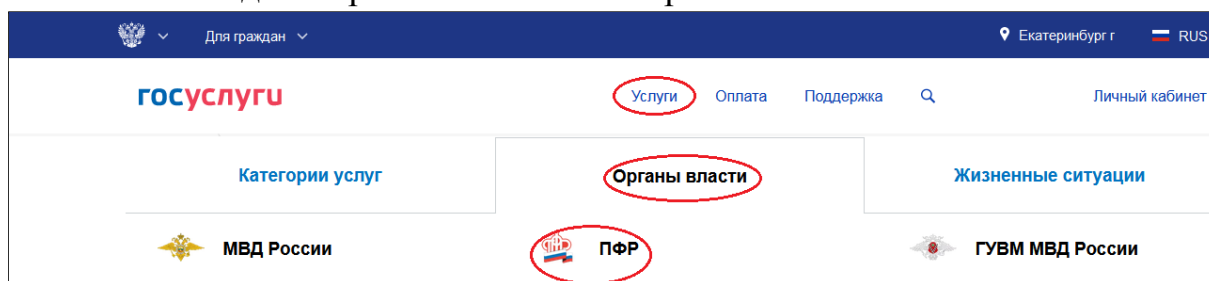 Для граждан Екатеринбург г RUS
госуслуги Услуги Оплата Поддержка Личный кабинет
Категории услуг Органы власти Жизненные ситуации
МВД России ПФР ГУВМ МВД России